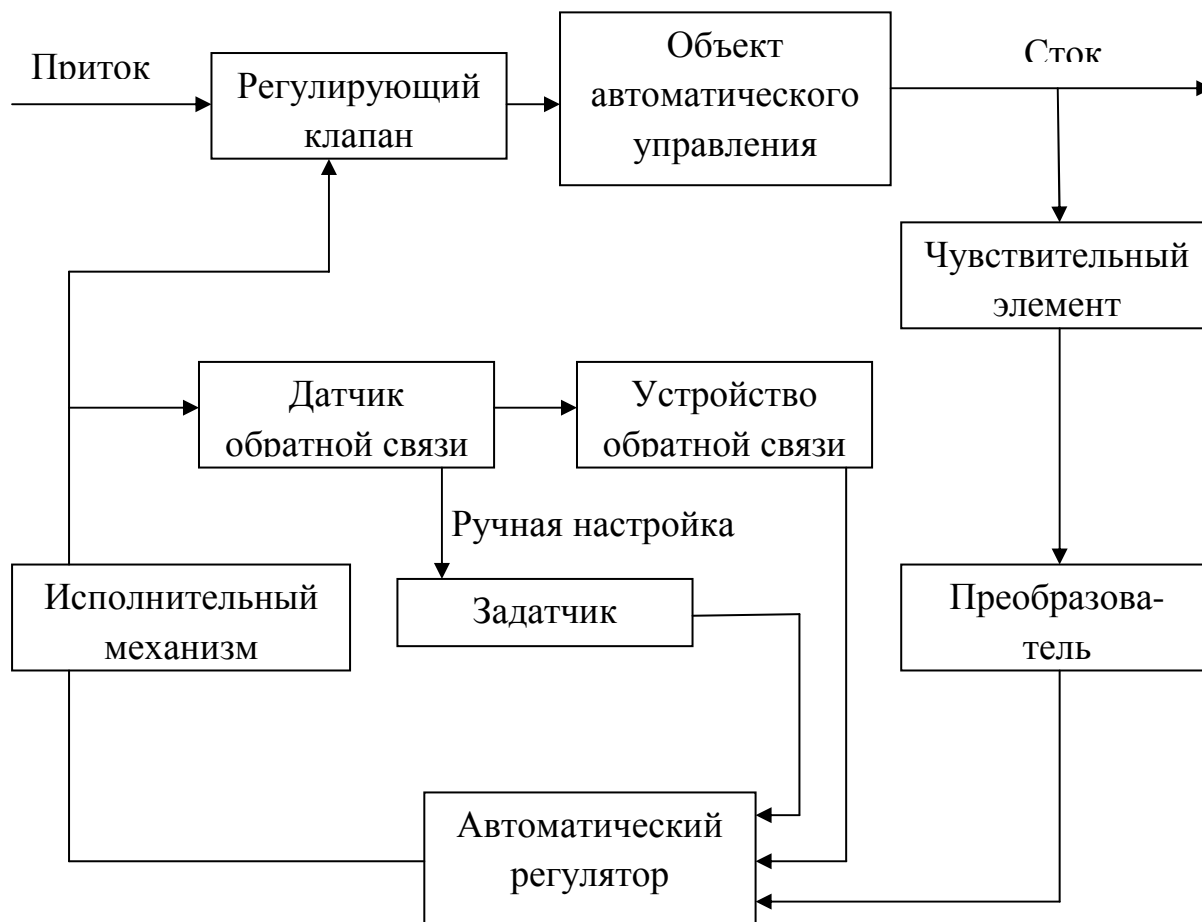 Приток
Регулирующий
клапан
Объект
автоматического
управления
Сток
Чувствительный
элемент
Датчик
обратной связи
Устройство
обратной связи
Ручная настройка
Исполнительный
механизм
Задатчик
Преобразова-
тель
Автоматический
регулятор